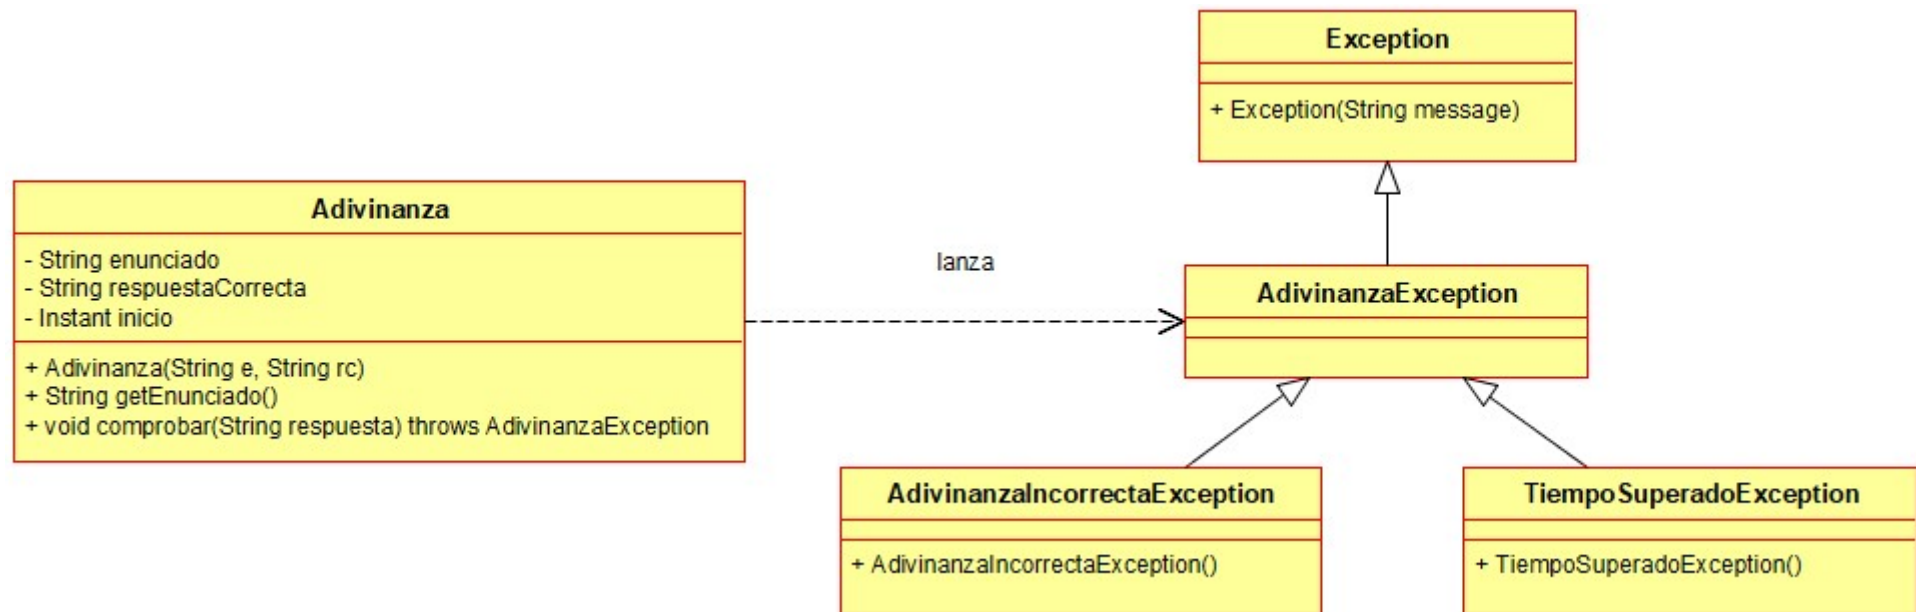 Exception
+ Exception(String message)
Adivinanza
- String enunciado
- String respuestaCorrecta
- Instant inicio
+ Adivinanza(String e, String rc)
+ String getEnunciado()
+ void comprobar(String respuesta) throws AdivinanzaException
lanza
AdivinanzaException
AdivinanzaIncorrectaException
+ AdivinanzaIncorrectaException()
TiempoSuperadoException
+ TiempoSuperadoException()